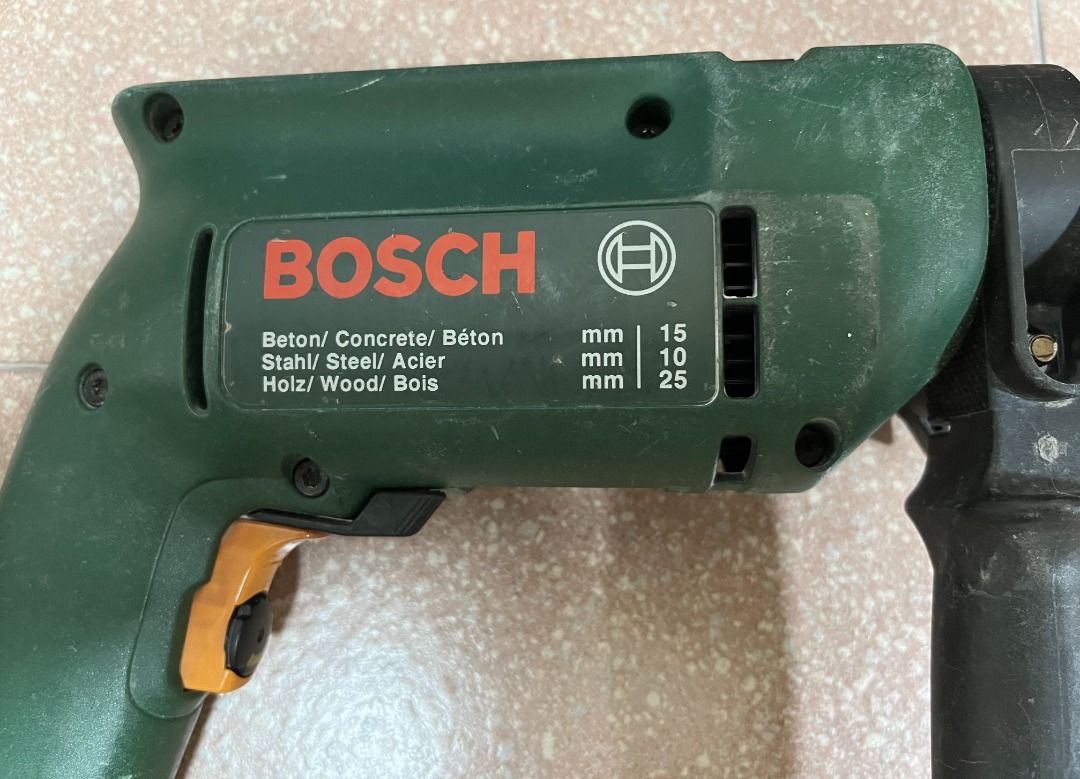 BOSCH
Beton/ Concrete/ Béton mm 15
Stahl/ Steel/ Acier mm 10
Holz/ Wood/ Bois mm 25